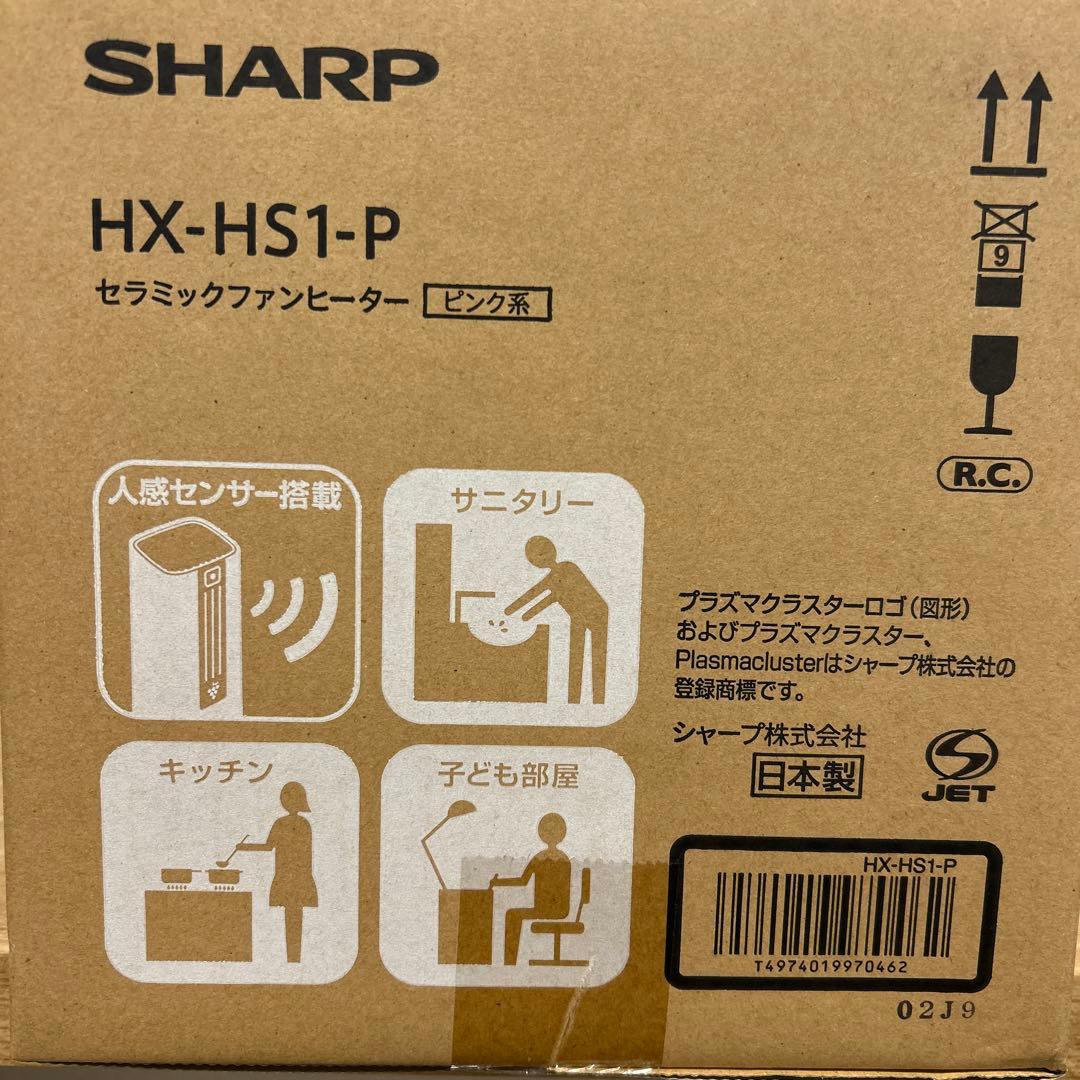 SHARP
HX-HS1-P
セラミックファンヒーター ピンク系
9
R.C.
人感センサー搭載
サニタリー
キッチン
子ども部屋
プラズマクラスターロゴ(図形)
およびプラズマクラスター、
Plasmaclusterはシャープ株式会社の
登録商標です。
シャープ株式会社
日本製
JET
HX-HS1-P
T4974019970462
02J9